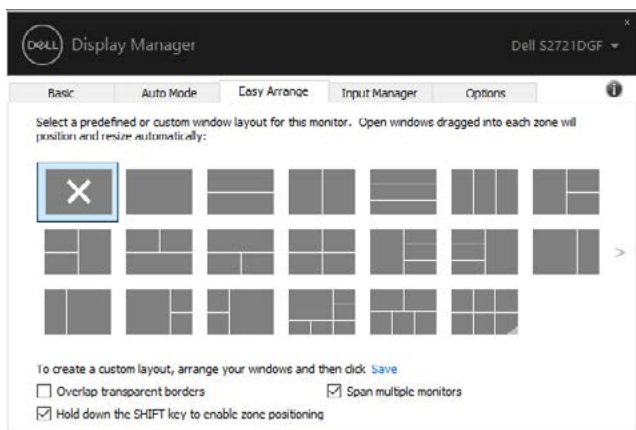 DELL Display Manager
Dell S2721DGF
Basic Auto Mode Easy Arrange Input Manager Options
Select a predefined or custom window layout for this monitor. Open windows dragged into each zone will
position and resize automatically:
To create a custom layout, arrange your windows and then click Save
Overlap transparent borders
Span multiple monitors
Hold down the SHIFT key to enable zone positioning